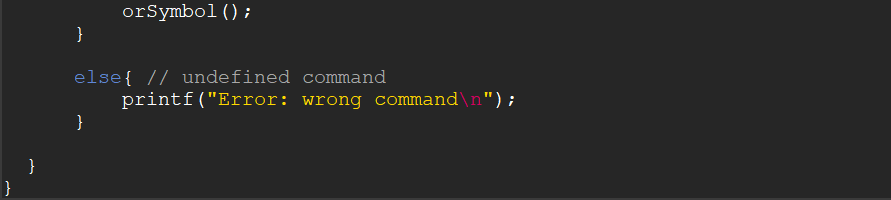 orSymbol();
}
else{ // undefined command
printf("Error: wrong command\n");
}
}
}